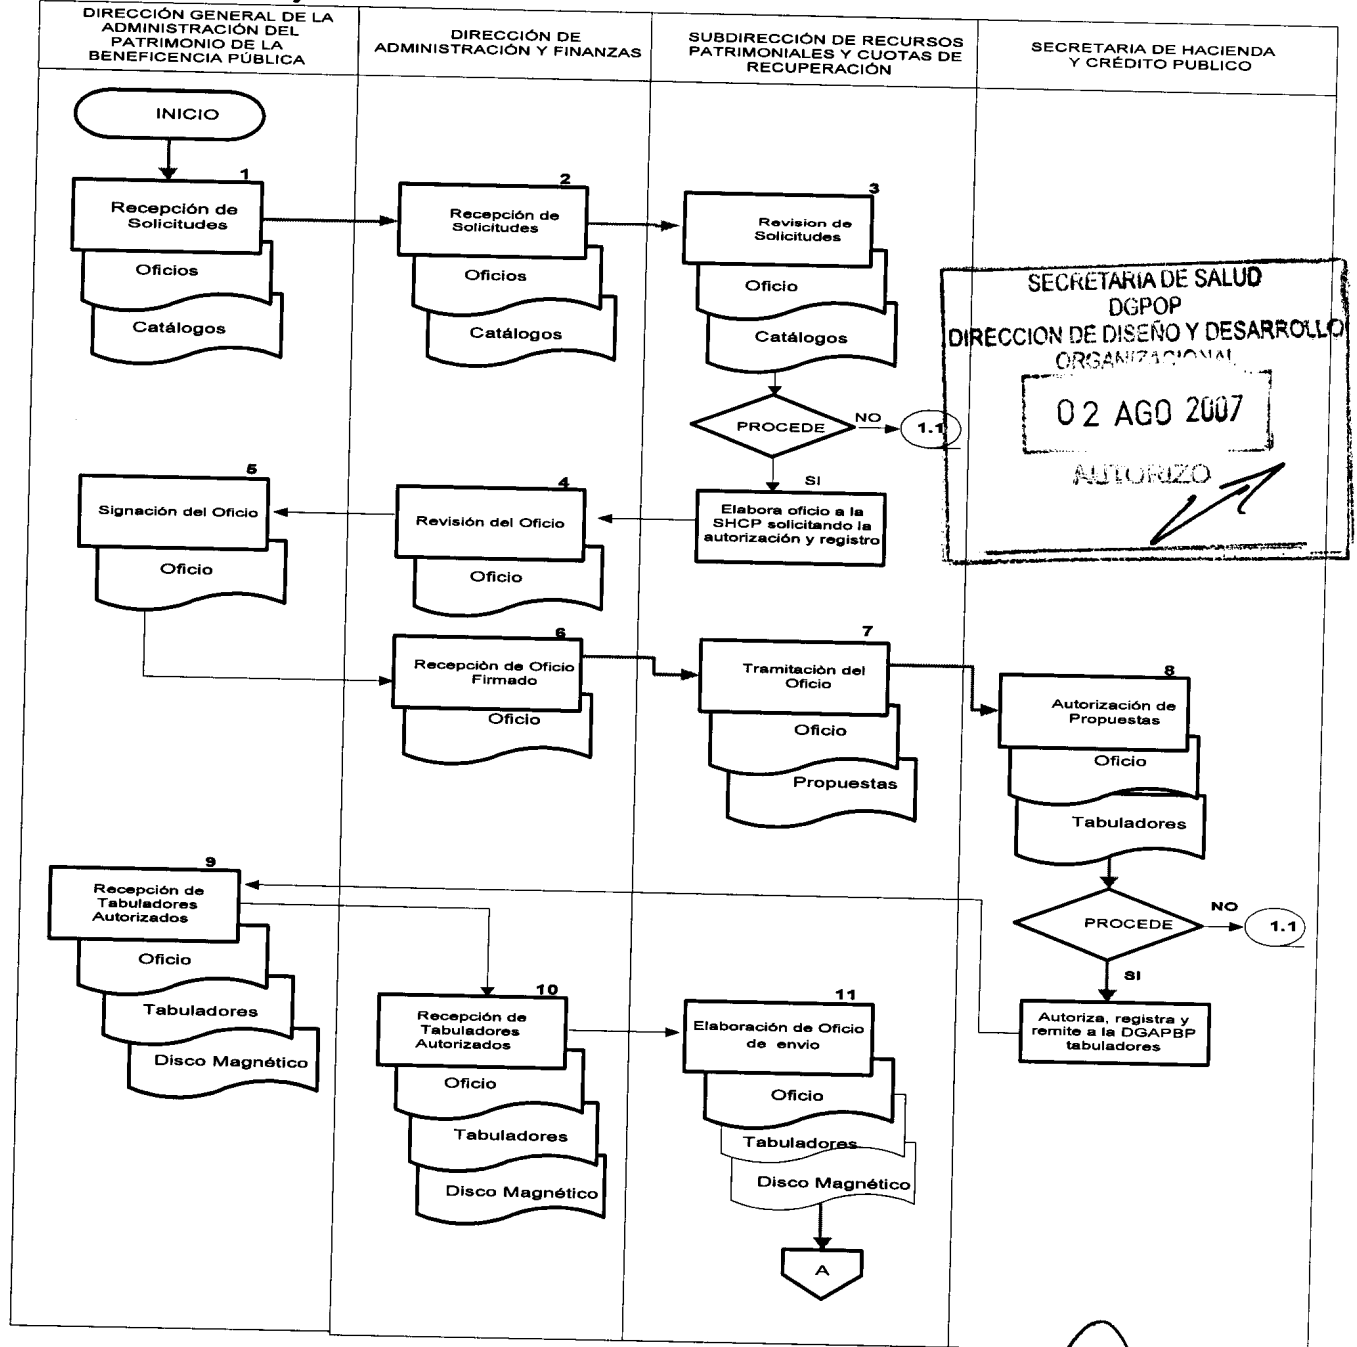 DIRECCIÓN GENERAL DE LA
ADMINISTRACIÓN DEL
PATRIMONIO DE LA
BENEFICENCIA PÚBLICA
DIRECCIÓN DE
ADMINISTRACIÓN Y FINANZAS
SUBDIRECCIÓN DE RECURSOS
PATRIMONIALES Y CUOTAS DE
RECUPERACIÓN
SECRETARIA DE HACIENDA
Y CRÉDITO PUBLICO
INICIO
1
Recepción de
Solicitudes
Oficios
Catálogos
2
Recepción de
Solicitudes
Oficios
Catálogos
3
Revision de
Solicitudes
Oficio
Catálogos
SECRETARIA DE SALUD
DGPOP
DIRECCION DE DISEÑO Y DESARROLLO
ORGANIZACIONAL
02 AGO 2007
AUTORIZO
PROCEDE
NO
1.1
SI
Elabora oficio a la
SHCP solicitando la
autorización y registro
4
Revisión del Oficio
Oficio
5
Signación del Oficio
Oficio
6
Recepciòn de Oficio
Firmado
Oficio
7
Tramitaciòn del
Oficio
Oficio
Propuestas
8
Autorización de
Propuestas
Oficio
Tabuladores
PROCEDE
NO
1.1
SI
Autoriza, registra y
remite a la DGAPBP
tabuladores
9
Recepción de
Tabuladores
Autorizados
Oficio
Tabuladores
Disco Magnético
10
Recepción de
Tabuladores
Autorizados
Oficio
Tabuladores
Disco Magnético
11
Elaboración de Oficio
de envio
Oficio
Tabuladores
Disco Magnético
A